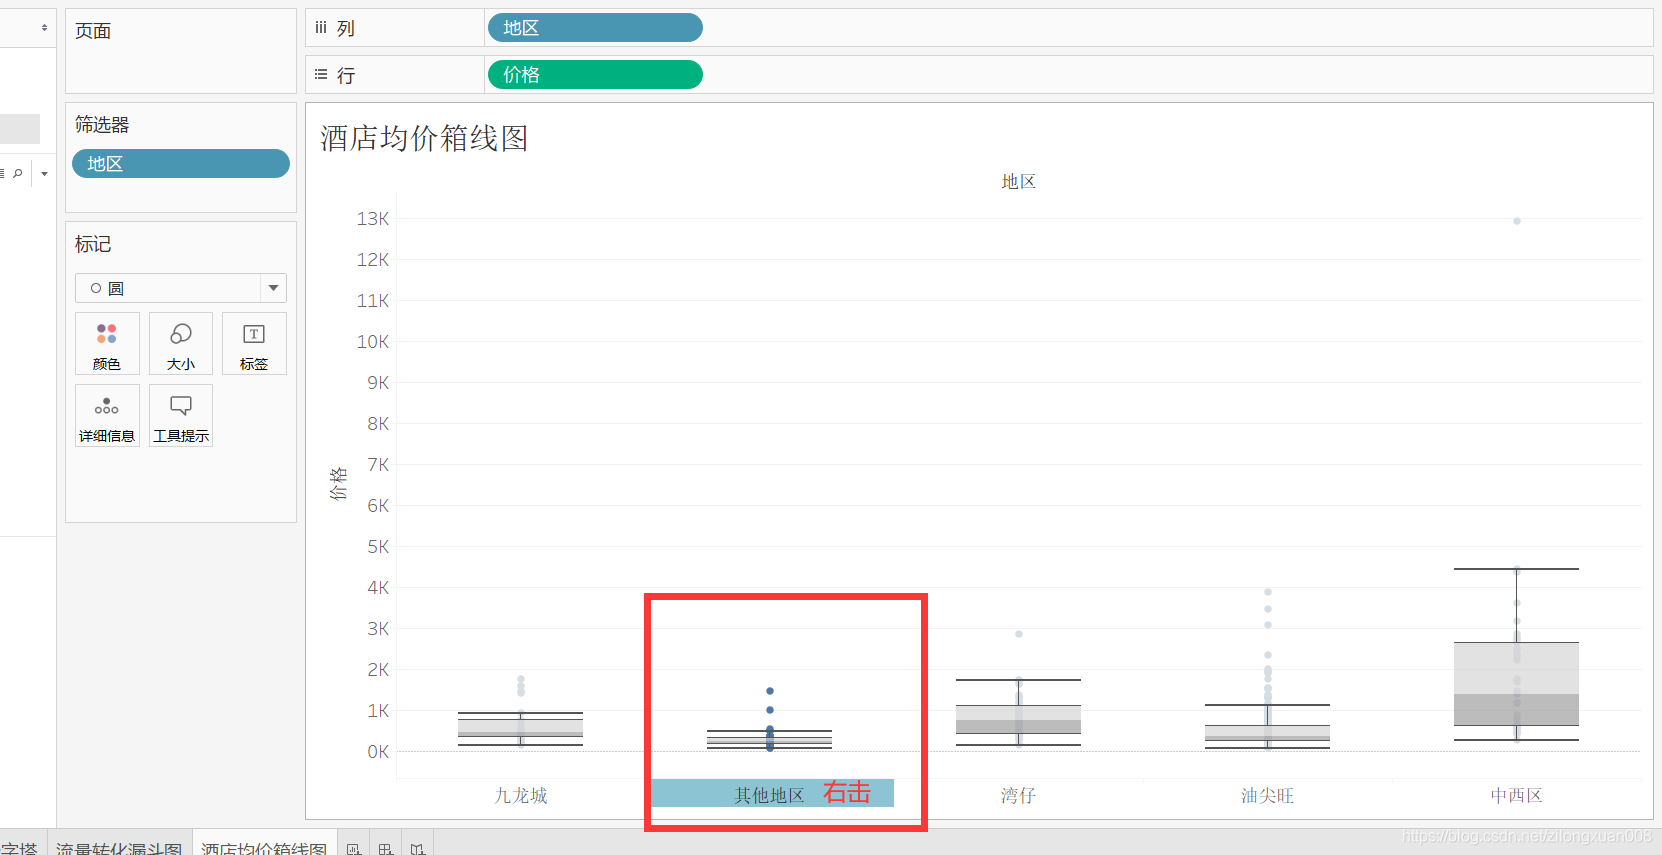 页面
列
地区
行
价格
筛选器
地区
标记
圆
颜色
大小
标签
详细信息
工具提示
酒店均价箱线图
地区
13K
12K
11K
10K
9K
8K
7K
6K
5K
4K
3K
2K
1K
0K
价格
九龙城
其他地区
右击
湾仔
油尖旺
中西区
https://blog.csdn.net/zilongxuan008
字塔
流量转化漏斗图
酒店均价箱线图